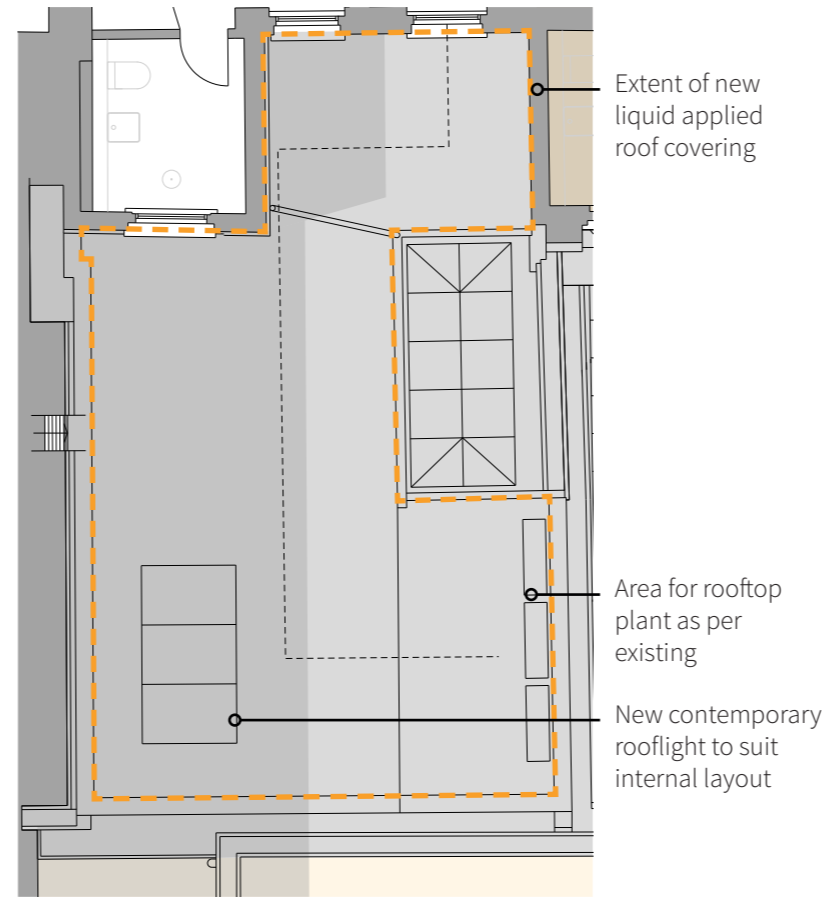 Extent of new
liquid applied
roof covering
Area for rooftop
plant as per
existing
New contemporary
rooflight to suit
internal layout